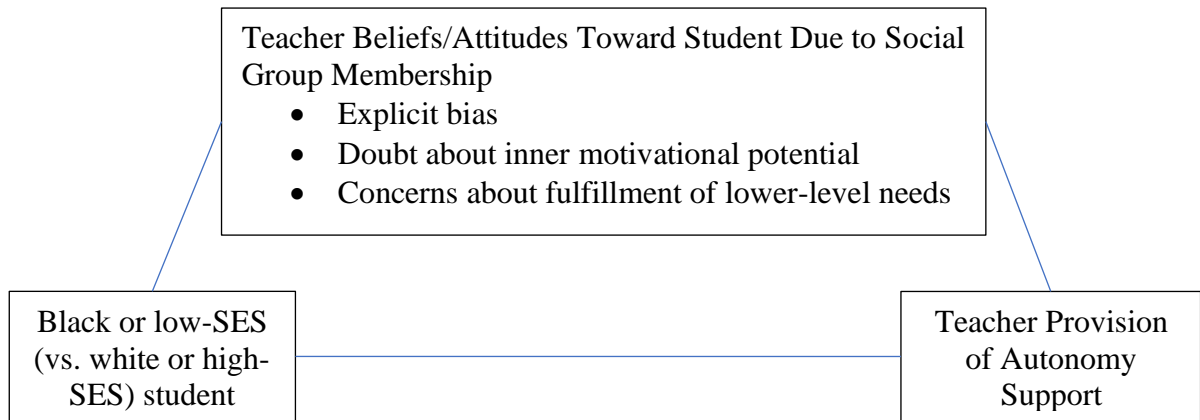 Teacher Beliefs/Attitudes Toward Student Due to Social
Group Membership
• Explicit bias
• Doubt about inner motivational potential
• Concerns about fulfillment of lower-level needs
Black or low-SES
(vs. white or high-
SES) student
Teacher Provision
of Autonomy
Support